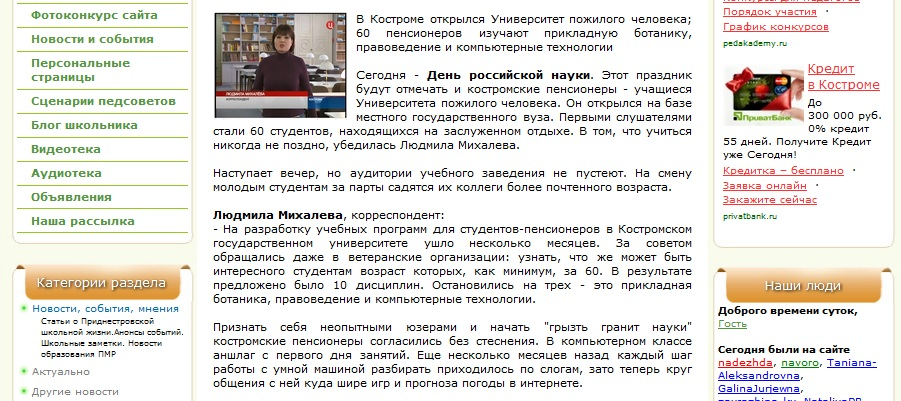 Фотоконкурс сайта
Новости и события
Персональные
страницы
Сценарии педсоветов
Блог школьника
Видеотека
Аудиотека
Объявления
Наша рассылка
Категории раздела
Новости, события, мнения
Статьи о Приднестровской
школьной жизни.Анонсы событий.
Школьные заметки. Новости
образования ПМР
Актуально
Другие новости
ЛЮДМИЛА МИХАЛЁВА
В Костроме открылся Университет пожилого человека;
60 пенсионеров изучают прикладную ботанику,
правоведение и компьютерные технологии
Сегодня - День российской науки. Этот праздник
будут отмечать и костромские пенсионеры - учащиеся
Университета пожилого человека. Он открылся на базе
местного государственного вуза. Первыми слушателями
стали 60 студентов, находящихся на заслуженном отдыхе. В том, что учиться
никогда не поздно, убедилась Людмила Михалева.
Наступает вечер, но аудитории учебного заведения не пустеют. На смену
молодым студентам за парты садятся их коллеги более почтенного возраста.
Людмила Михалева, корреспондент:
- На разработку учебных программ для студентов-пенсионеров в Костромском
государственном университете ушло несколько месяцев. За советом
обращались даже в ветеранские организации: узнать, что же может быть
интересного студентам возраст которых, как минимум, за 60. В результате
предложено было 10 дисциплин. Остановились на трех - это прикладная
ботаника, правоведение и компьютерные технологии.
Признать себя неопытными юзерами и начать "грызть гранит науки"
костромские пенсионеры согласились без стеснения. В компьютерном классе
аншлаг с первого дня занятий. Еще несколько месяцев назад каждый шаг
работы с умной машиной разбирать приходилось по слогам, зато теперь круг
общения с ней куда шире игр и прогноза погоды в интернете.
Порядок участия ·
График конкурсов
pedakademy.ru
ПриватБанк
Кредит
в Костроме
До
300 000 руб.
0% кредит
55 дней. Получите Кредит
уже Сегодня!
Кредитка – бесплано ·
Заявка онлайн ·
Закажите сейчас
privatbank.ru
Наши люди
Доброго времени суток,
Гость
Сегодня были на сайте
nadezhda, navoro, Taniana-
Aleksandrovna,
GalinaJurjewna,